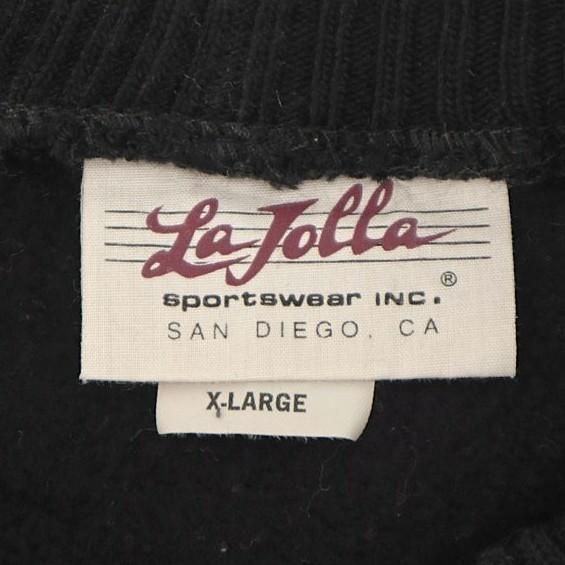 La Jolla
®
sportswear INC.
SAN DIEGO, CA
X-LARGE